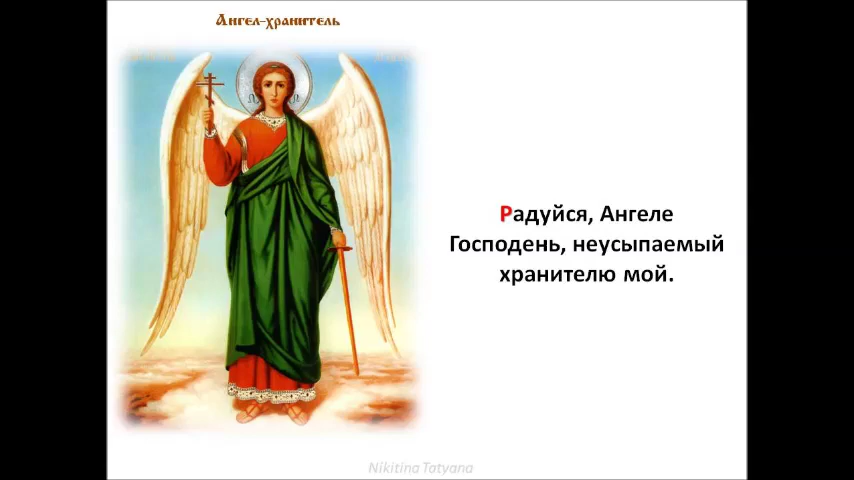 Ангел-хранитель
Радуйся, Ангеле
Господень, неусыпаемый
хранителю мой.
Nikitina Tatyana